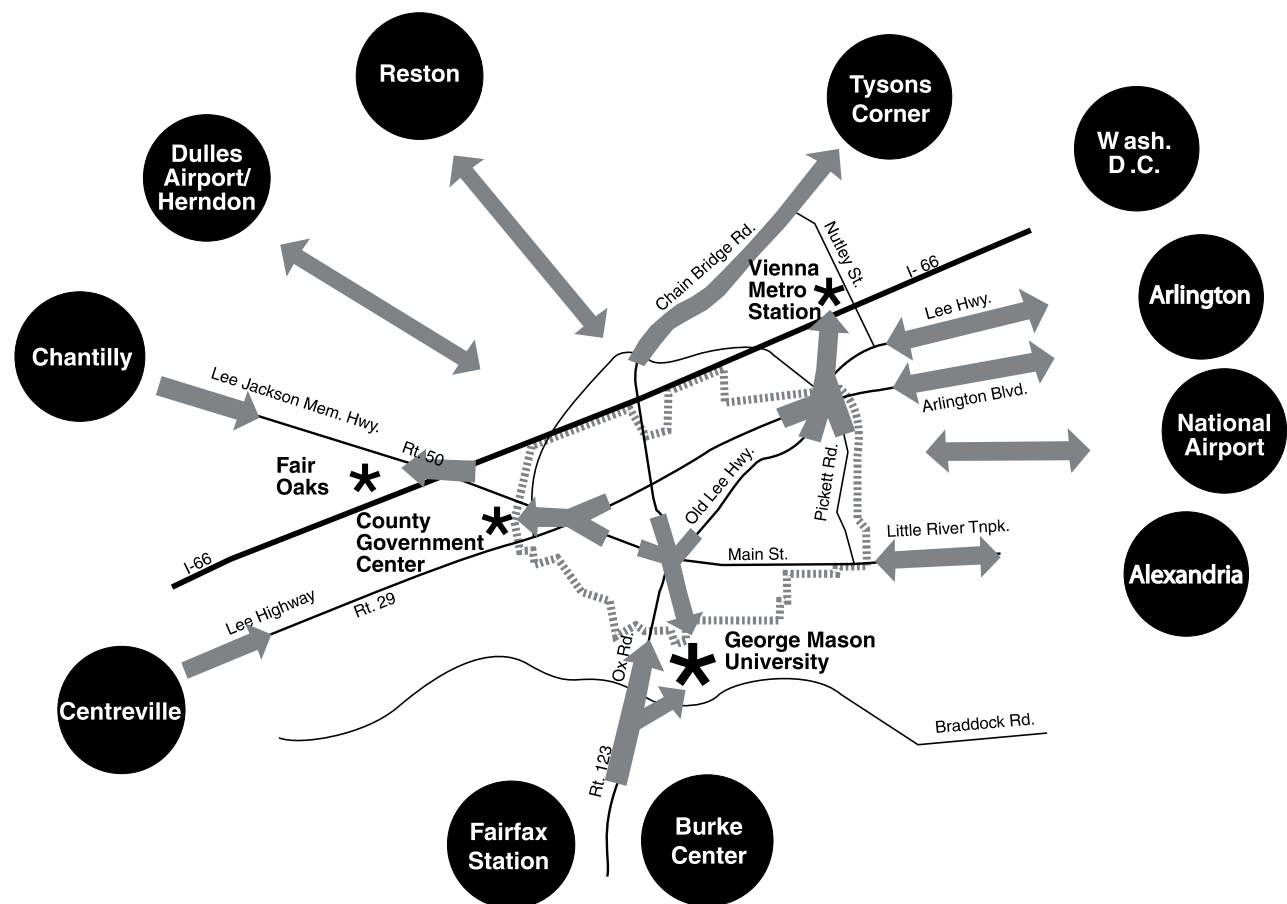 Reston
Tysons
Corner
Wash.
D.C.
Dulles
Airport/
Herndon
Chain Bridge Rd.
Nutley St.
I- 66
Vienna
Metro
Station
Lee Hwy.
Arlington
Chantilly
Lee Jackson Mem. Hwy.
Arlington Blvd.
National
Airport
Rt. 50
Fair
Oaks
Old Lee Hwy.
Pickett Rd.
County
Government
Center
Little River Tnpk.
Main St.
I-66
Alexandria
Lee Highway
Rt. 29
Ox Rd.
George Mason
University
Centreville
Braddock Rd.
Rt. 123
Fairfax
Station
Burke
Center